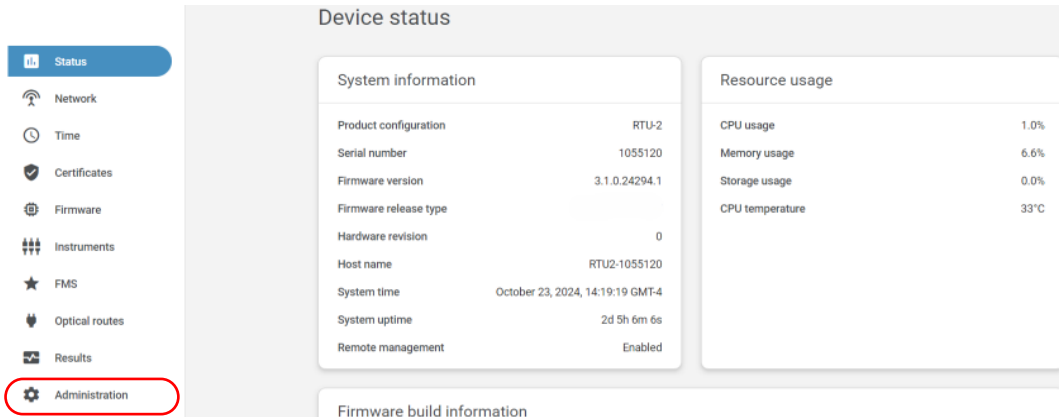 Device status
Status
Network
Time
Certificates
Firmware
Instruments
FMS
Optical routes
Results
Administration
System information
Product configuration RTU-2
Serial number 1055120
Firmware version 3.1.0.24294.1
Firmware release type
Hardware revision 0
Host name RTU2-1055120
System time October 23, 2024, 14:19:19 GMT-4
System uptime 2d 5h 6m 6s
Remote management Enabled
Resource usage
CPU usage 1.0%
Memory usage 6.6%
Storage usage 0.0%
CPU temperature 33°C
Firmware build information